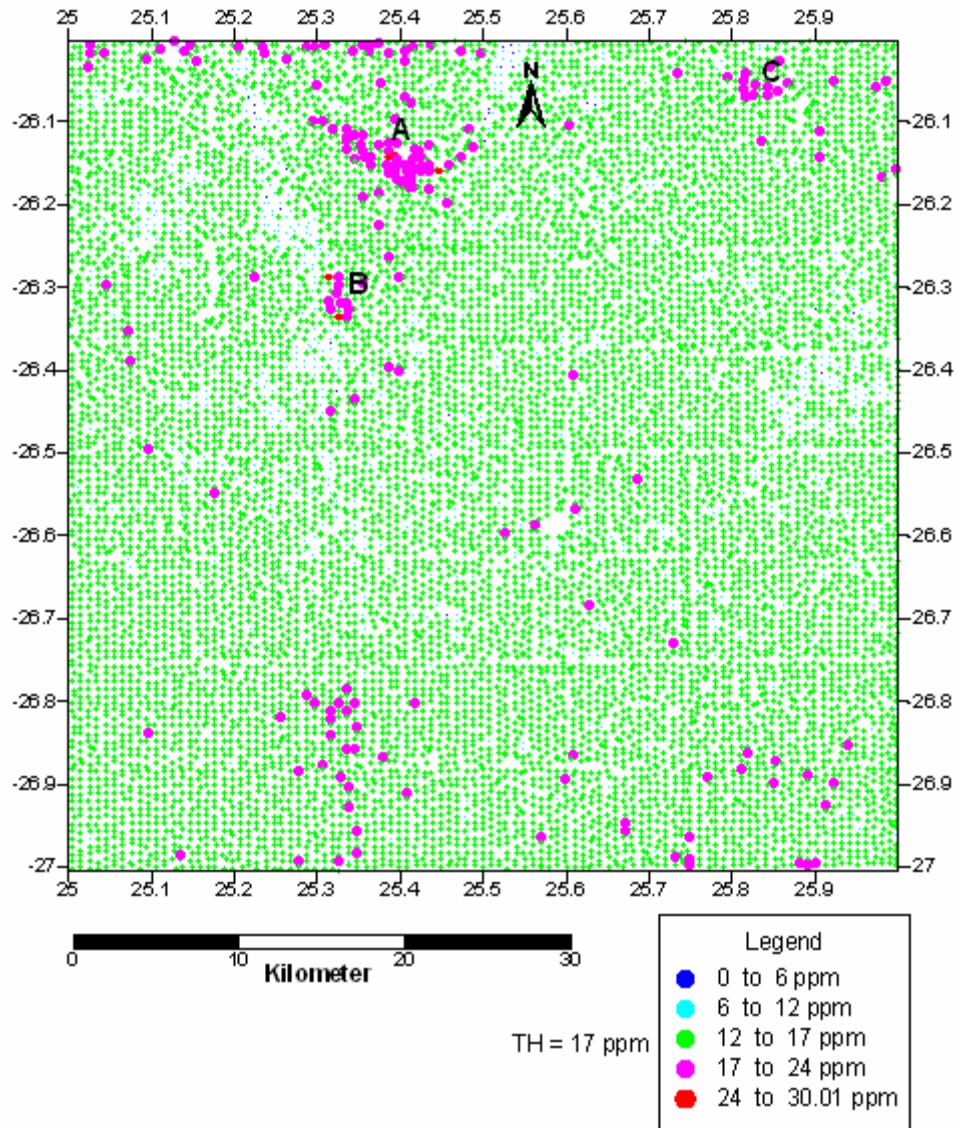 25 25.1 25.2 25.3 25.4 25.5 25.6 25.7 25.8 25.9
N
C
A
-26.1 -26.1
-26.2 -26.2
B
-26.3 -26.3
-26.4 -26.4
-26.5 -26.5
-26.6 -26.6
-26.7 -26.7
-26.8 -26.8
-26.9 -26.9
-27 -27
25 25.1 25.2 25.3 25.4 25.5 25.6 25.7 25.8 25.9
0 10 20 30
Kilometer
TH = 17 ppm
Legend
0 to 6 ppm
6 to 12 ppm
12 to 17 ppm
17 to 24 ppm
24 to 30.01 ppm